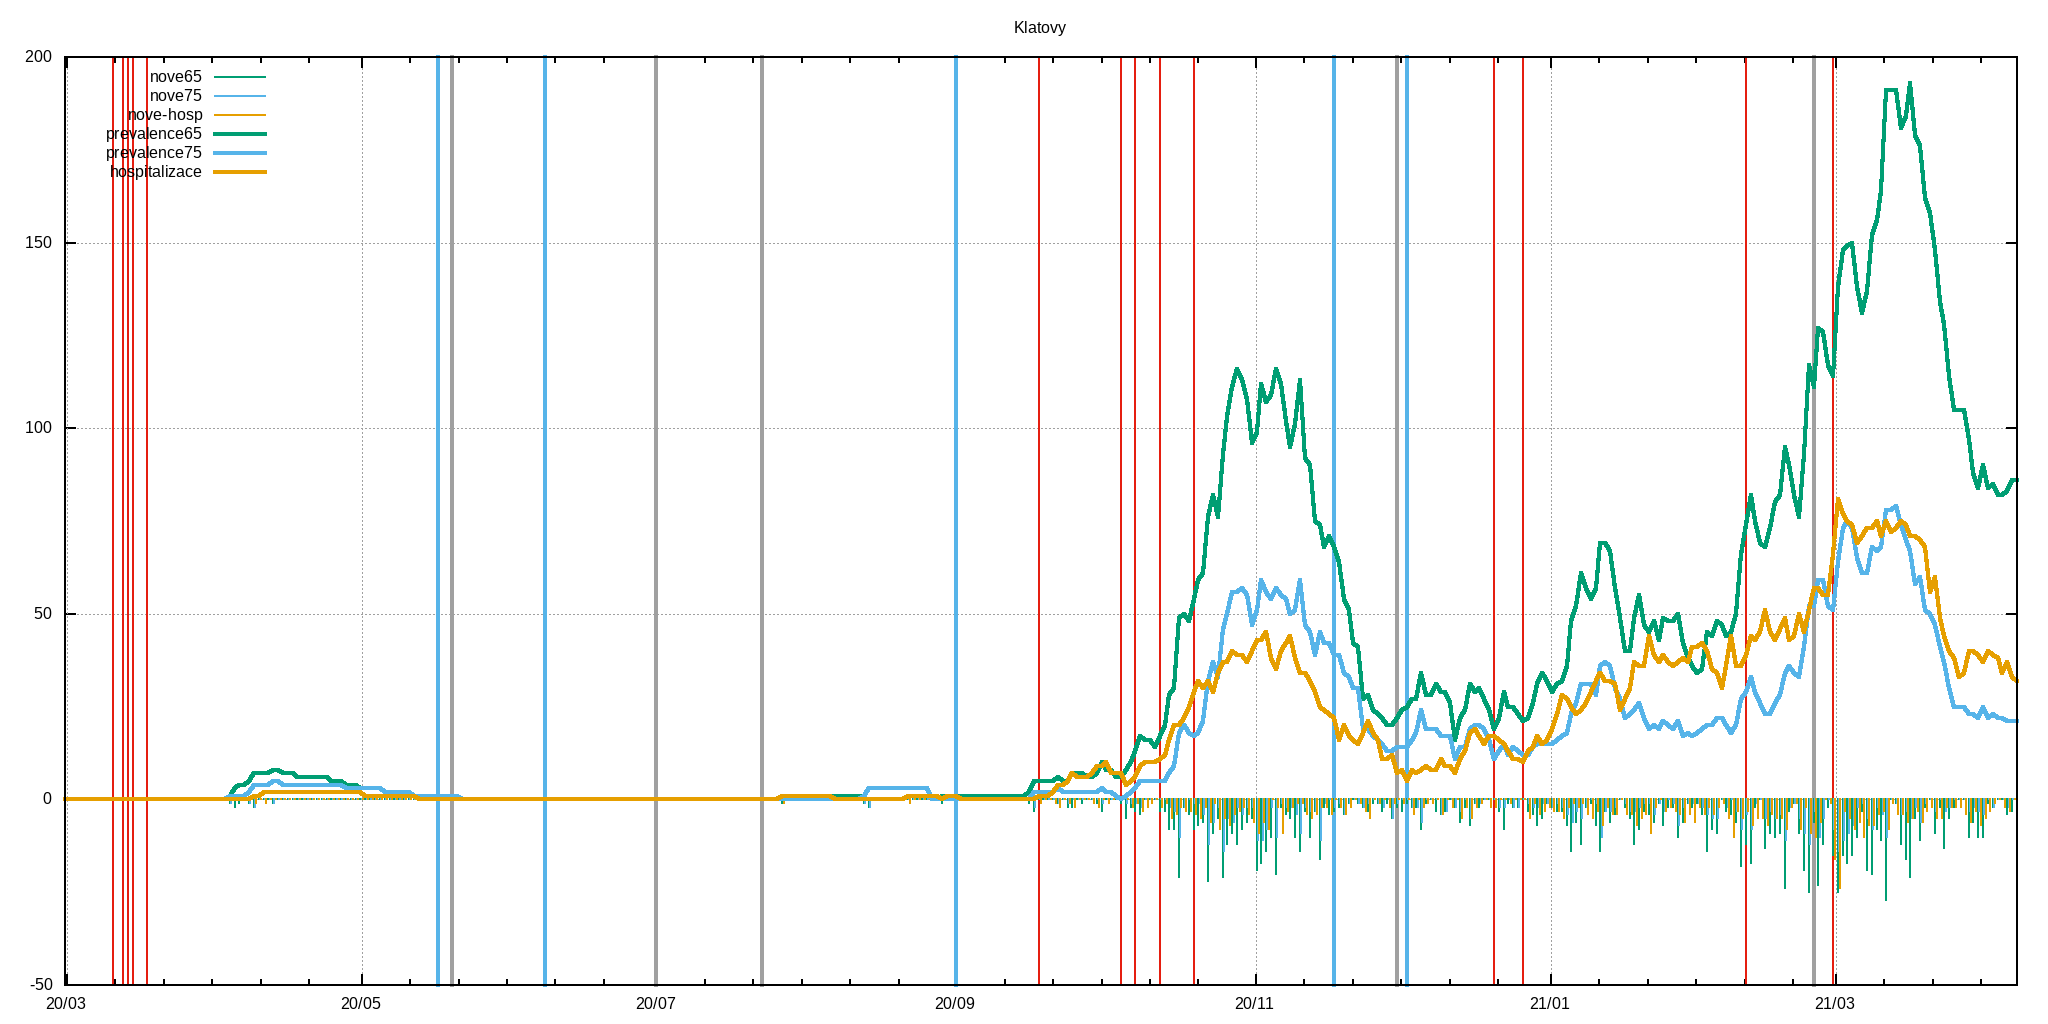 Klatovy
200
150
100
50
0
-50
nove65
nove75
nove-hosp
prevalence65
prevalence75
hospitalizace
20/03 20/05 20/07 20/09 20/11 21/01 21/03